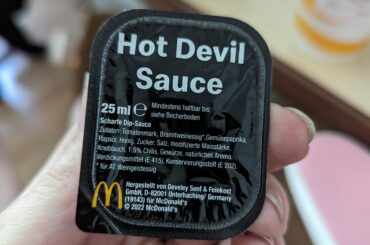 Hot Devil
Sauce
25 ml ℮ Mindestens haltbar bis:
siehe Becherboden
Scharfe Dip-Sauce
Zutaten: Tomatenmark, Branntweinessig*, Gemüsepaprika,
Rapsöl, Honig, Zucker, Salz, modifizierte Maisstärke,
Knoblauch, 1,5% Chilis, Gewürze, natürliches Aroma,
Verdickungsmittel (E 415), Konservierungsstoff (E 202)
* für AT: Weingeistessig
Hergestellt von Develey Senf & Feinkost
GmbH, D-82001 Unterhaching/ Germany
(19143) für McDonald's
© 2022 McDonald's